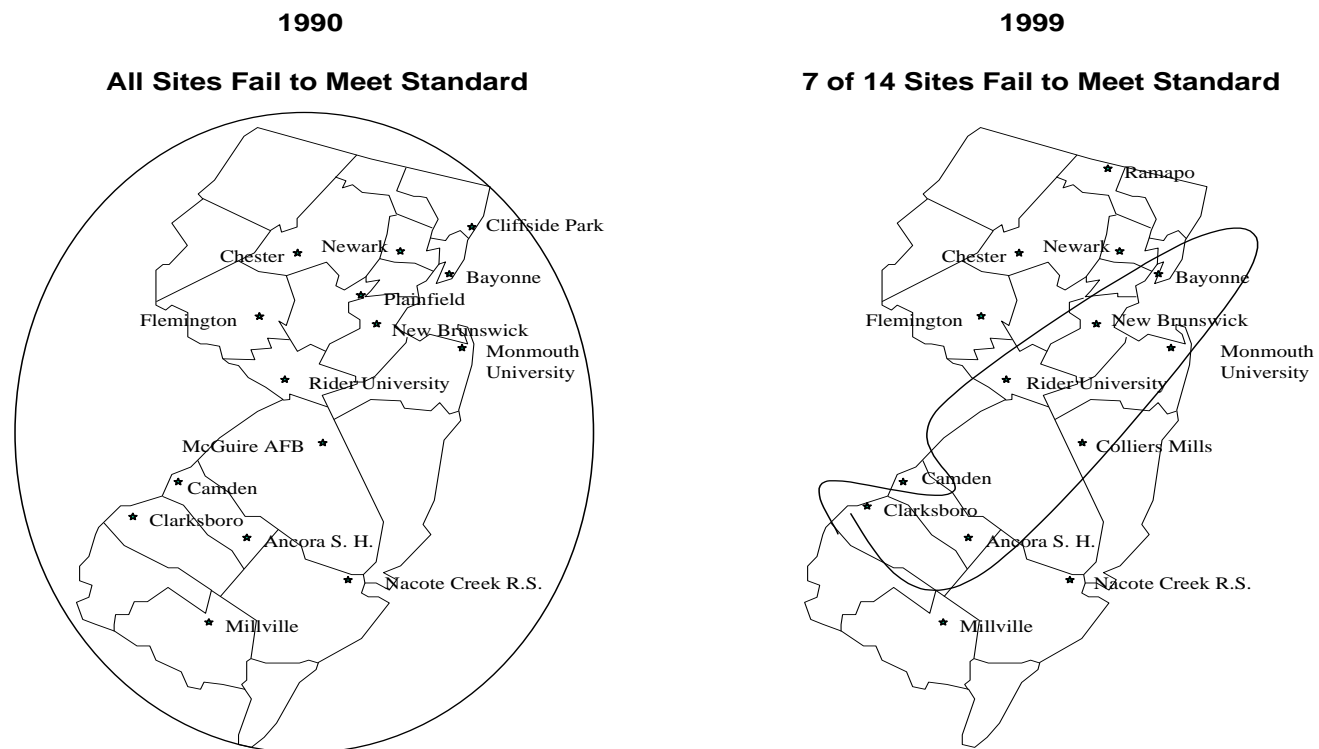 1990
All Sites Fail to Meet Standard
Cliffside Park
Chester
Newark
Bayonne
Plainfield
Flemington
New Brunswick
Monmouth
University
Rider University
McGuire AFB
Camden
Clarksboro
Ancora S. H.
Nacote Creek R.S.
Millville
1999
7 of 14 Sites Fail to Meet Standard
Ramapo
Chester
Newark
Bayonne
Flemington
New Brunswick
Monmouth
University
Rider University
Colliers Mills
Camden
Clarksboro
Ancora S. H.
Nacote Creek R.S.
Millville